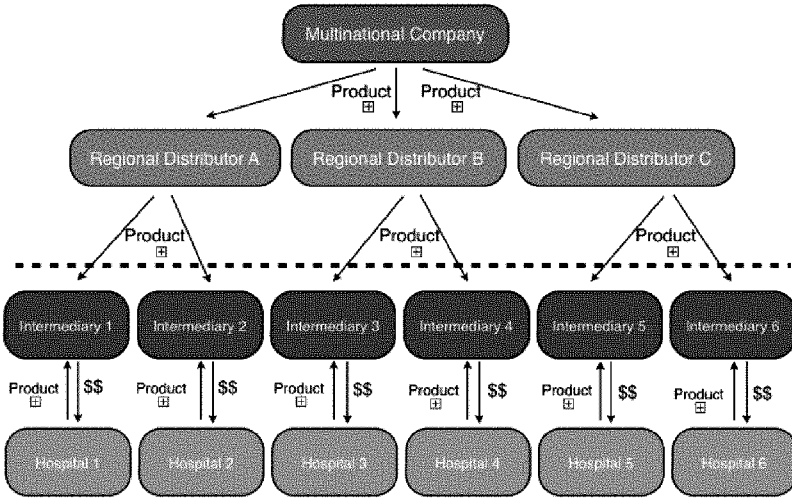 Multinational Company
Product Product
Regional Distributor A Regional Distributor B Regional Distributor C
Product Product Product
Intermediary 1 Intermediary 2 Intermediary 3 Intermediary 4 Intermediary 5 Intermediary 6
Product $$ Product $$ Product $$ Product $$ Product $$ Product $$
Hospital 1 Hospital 2 Hospital 3 Hospital 4 Hospital 5 Hospital 6